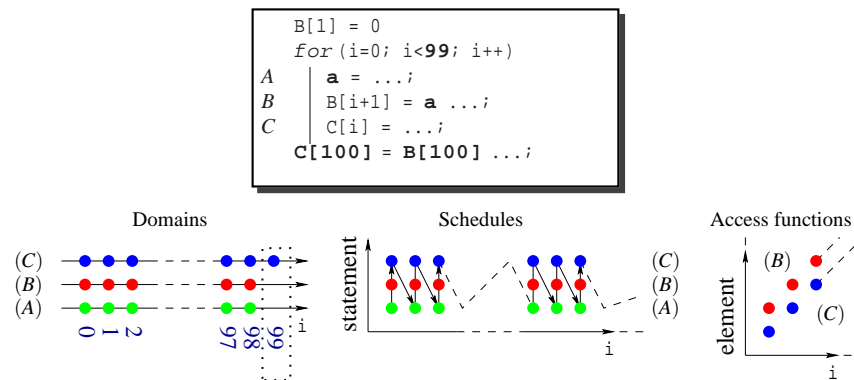 B[1] = 0
for (i=0; i<99; i++)
A a = ...;
B B[i+1] = a ...;
C C[i] = ...;
C[100] = B[100] ...;
Domains
(C)
(B)
(A)
0 1 2 97 98 99 i
Schedules
statement
(C)
(B)
(A)
i
Access functions
element
(B)
(C)
i